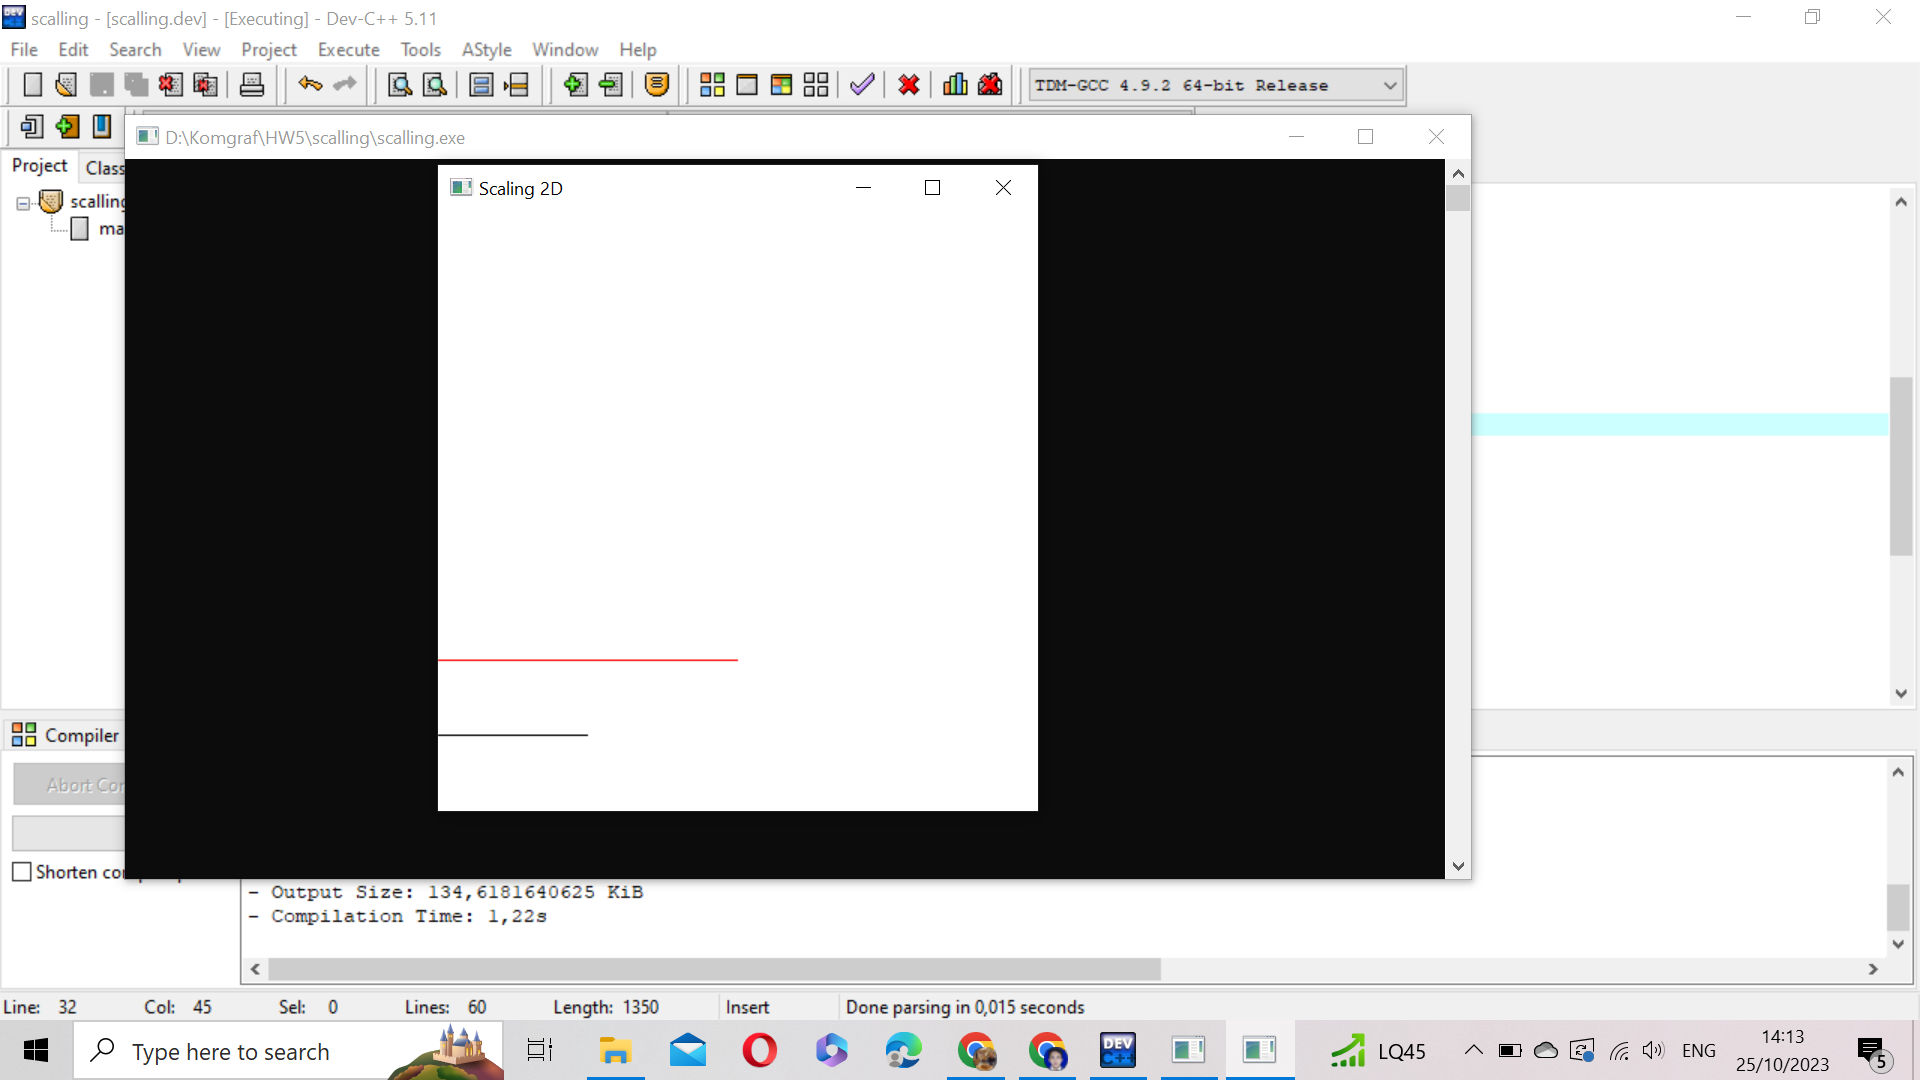 scalling - [scalling.dev] - [Executing] - Dev-C++ 5.11
File Edit Search View Project Execute Tools AStyle Window Help
TDM-GCC 4.9.2 64-bit Release
D:\Komgraf\HW5\scalling\scalling.exe
Project Class
Scaling 2D
scalling
ma
Compiler
Abort Cor
Shorten
- Output Size: 134,6181640625 KiB
- Compilation Time: 1,22s
Line: 32 Col: 45 Sel: 0 Lines: 60 Length: 1350 Insert Done parsing in 0,015 seconds
Type here to search
DEV C++
LQ45
ENG
14:13
25/10/2023
5